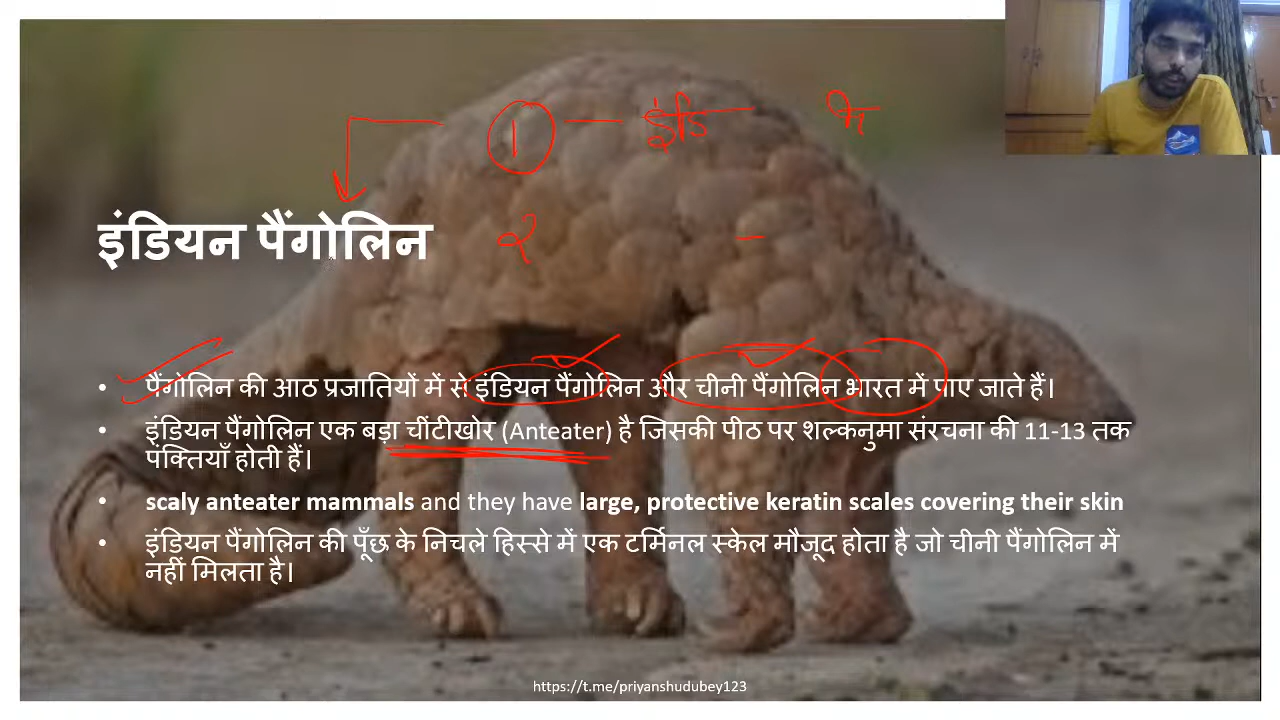 1 — इंडि
२ -
इंडियन पैंगोलिन
• पैंगोलिन की आठ प्रजातियों में से इंडियन पैंगोलिन और चीनी पैंगोलिन भारत में पाए जाते हैं।
• इंडियन पैंगोलिन एक बड़ा चींटीखोर (Anteater) है जिसकी पीठ पर शल्कनुमा संरचना की 11-13 तक
पंक्तियाँ होती हैं।
• scaly anteater mammals and they have large, protective keratin scales covering their skin
• इंडियन पैंगोलिन की पूँछ के निचले हिस्से में एक टर्मिनल स्केल मौजूद होता है जो चीनी पैंगोलिन में
नहीं मिलता है।
https://t.me/priyanshudubey123